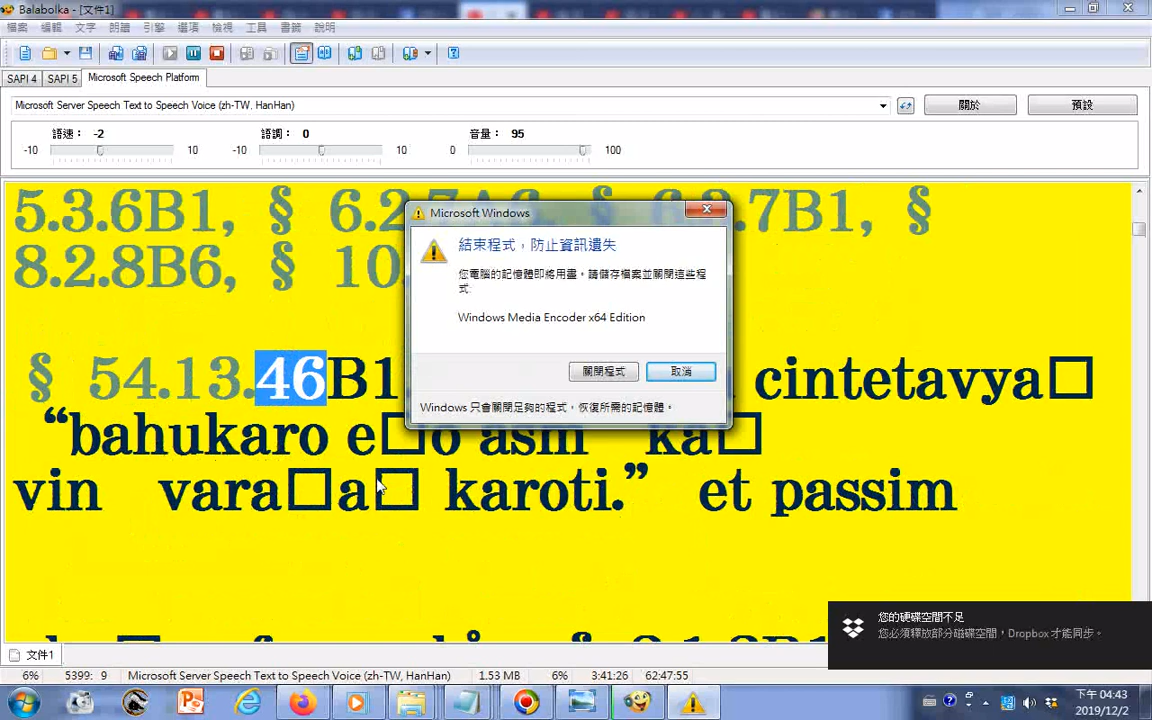 Balabolka - [文件1]
檔案 編輯 文字 朗讀 引擎 選項 檢視 工具 書籤 說明
SAPI 4 SAPI 5 Microsoft Speech Platform
Microsoft Server Speech Text to Speech Voice (zh-TW, HanHan)
關於 預設
語速： -2 語調： 0 音量： 95
-10 10 -10 10 0 100
5.3.6B1, § 6.2.7A6, § 6.2.7B1, §
8.2.8B6, § 10
§ 54.13.46B1 cintetavya□
“bahukaro e□o asm ka□
vin vara□a□ karoti.” et passim
Microsoft Windows
結束程式，防止資訊遺失
您電腦的記憶體即將用盡。請儲存檔案並關閉這些程
式:
Windows Media Encoder x64 Edition
關閉程式 取消
Windows 只會關閉足夠的程式，恢復所需的記憶體。
您的硬碟空間不足
您必須釋放部分磁碟空間，Dropbox 才能同步。
文件1
6% 5399: 9 Microsoft Server Speech Text to Speech Voice (zh-TW, HanHan) 1.53 MB 6% 3:41:26 62:47:55
下午 04:43
2019/12/2